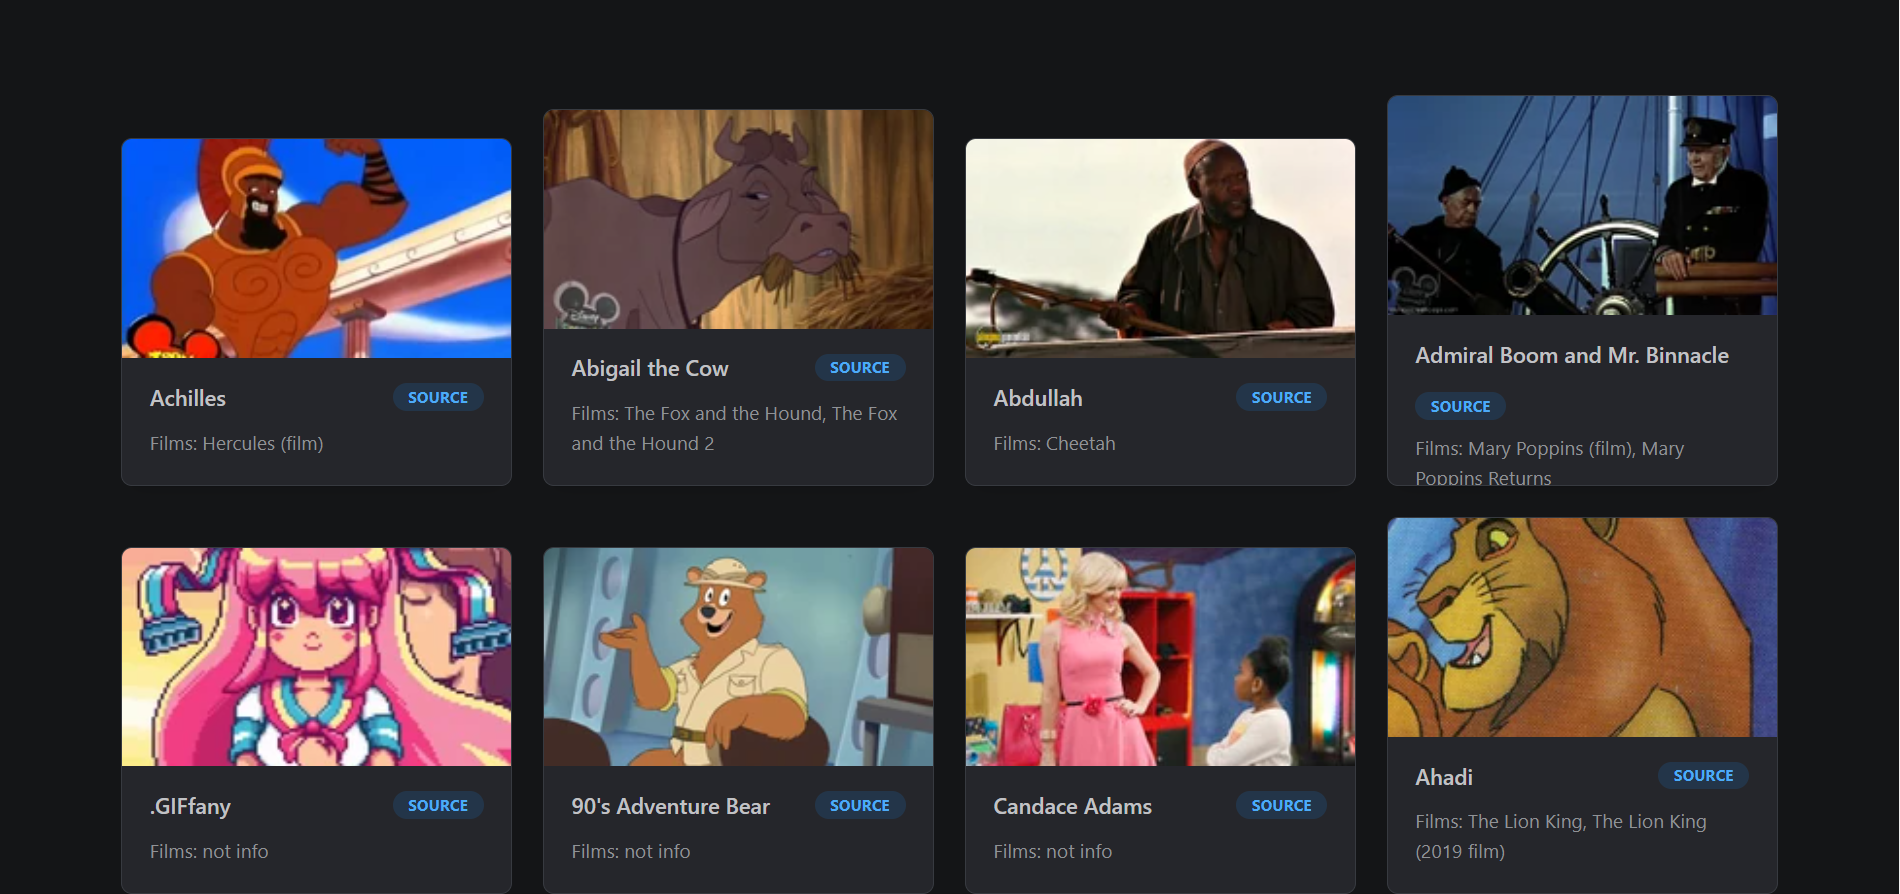 Achilles
SOURCE
Films: Hercules (film)
Disney
Abigail the Cow
SOURCE
Films: The Fox and the Hound, The Fox
and the Hound 2
Abdullah
SOURCE
Films: Cheetah
Admiral Boom and Mr. Binnacle
SOURCE
Films: Mary Poppins (film), Mary
Poppins Returns
.GIFfany
SOURCE
Films: not info
90's Adventure Bear
SOURCE
Films: not info
Candace Adams
SOURCE
Films: not info
Ahadi
SOURCE
Films: The Lion King, The Lion King
(2019 film)